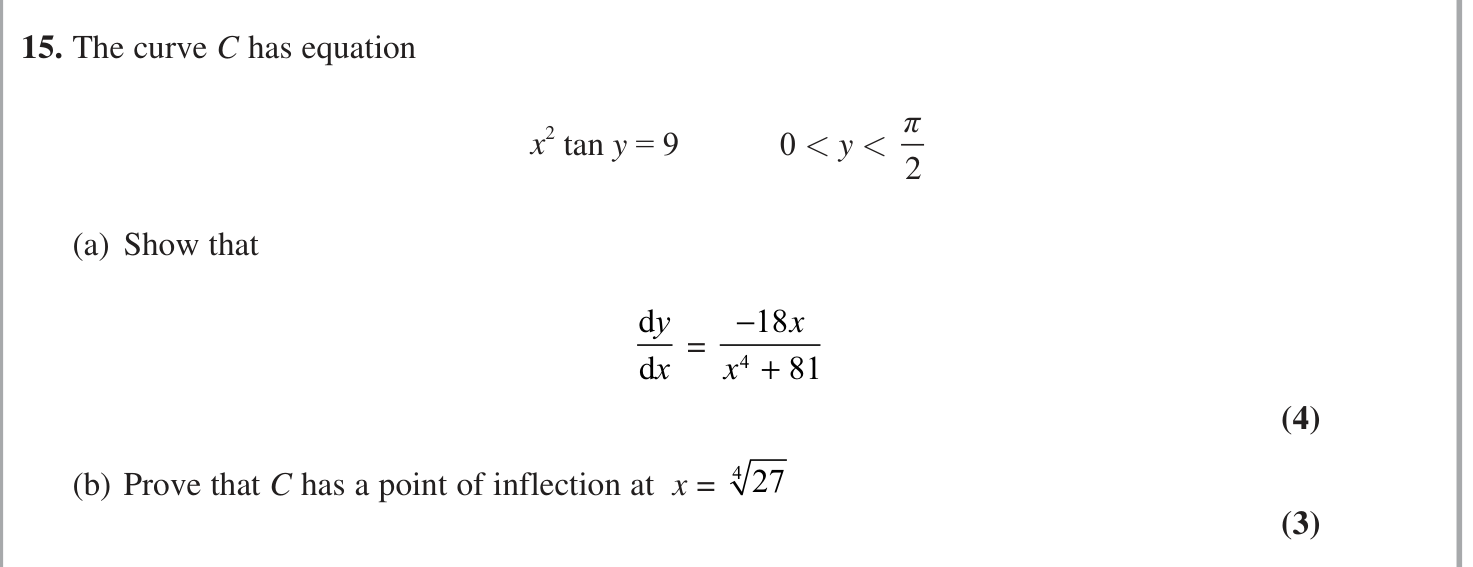 15. The curve C has equation
x² tan y = 9    0 < y < π/2
(a) Show that
dy/dx = −18x/(x⁴ + 81)
(4)
(b) Prove that C has a point of inflection at x = ∜27
(3)